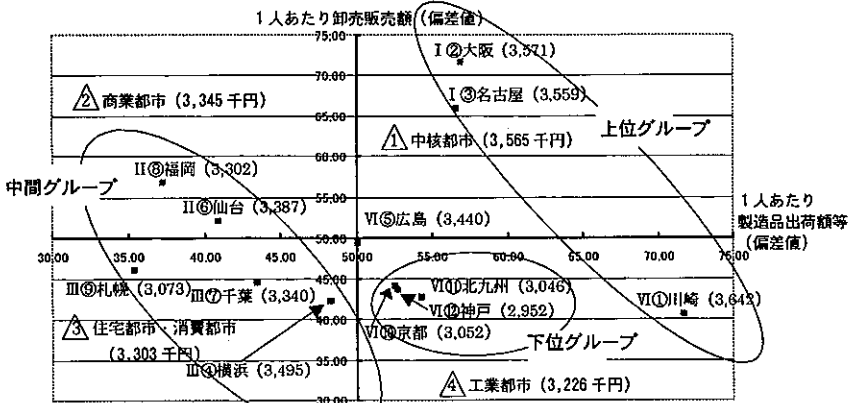 1人あたり卸売販売額(偏差値)
75.00
Ⅰ②大阪(3,571)
70.00
Ⅰ③名古屋(3,559)
2 商業都市(3,345千円)
65.00
上位グループ
1 中核都市(3,565千円)
60.00
Ⅱ⑧福岡(3,302)
中間グループ
55.00
Ⅱ⑥仙台(3,387)
Ⅵ⑤広島(3,440)
1人あたり
製造品出荷額等
(偏差値)
50.00
30.00 35.00 40.00 45.00 50.00 55.00 60.00 65.00 70.00 75.00
45.00
Ⅲ⑨札幌(3,073)
Ⅲ⑦千葉(3,340)
Ⅵ⑪北九州(3,046)
Ⅵ⑫神戸(2,952)
Ⅵ①川崎(3,642)
40.00
3 住宅都市・消費都市
(3,303千円)
Ⅵ⑩京都(3,052)
下位グループ
35.00
Ⅲ④横浜(3,495)
4 工業都市(3,226千円)
30.00